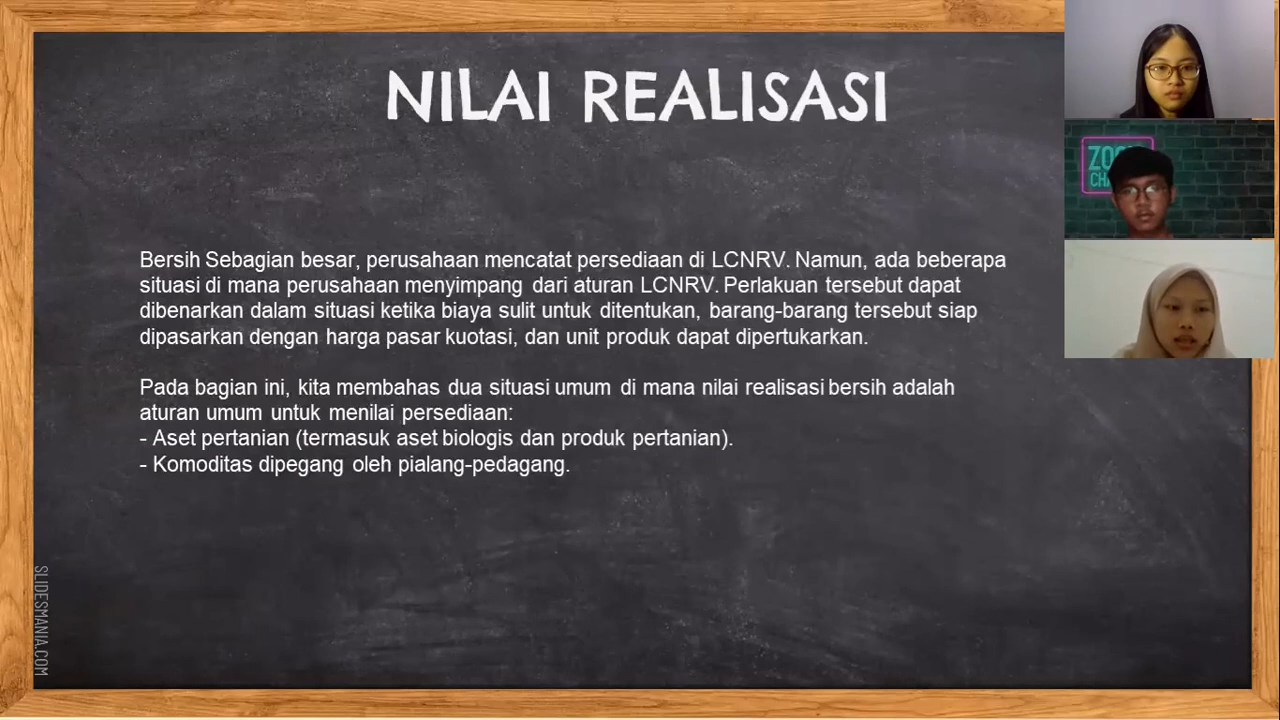 NILAI REALISASI
Bersih Sebagian besar, perusahaan mencatat persediaan di LCNRV. Namun, ada beberapa
situasi di mana perusahaan menyimpang dari aturan LCNRV. Perlakuan tersebut dapat
dibenarkan dalam situasi ketika biaya sulit untuk ditentukan, barang-barang tersebut siap
dipasarkan dengan harga pasar kuotasi, dan unit produk dapat dipertukarkan.
Pada bagian ini, kita membahas dua situasi umum di mana nilai realisasi bersih adalah
aturan umum untuk menilai persediaan:
- Aset pertanian (termasuk aset biologis dan produk pertanian).
- Komoditas dipegang oleh pialang-pedagang.
SLIDESMANIA.COM